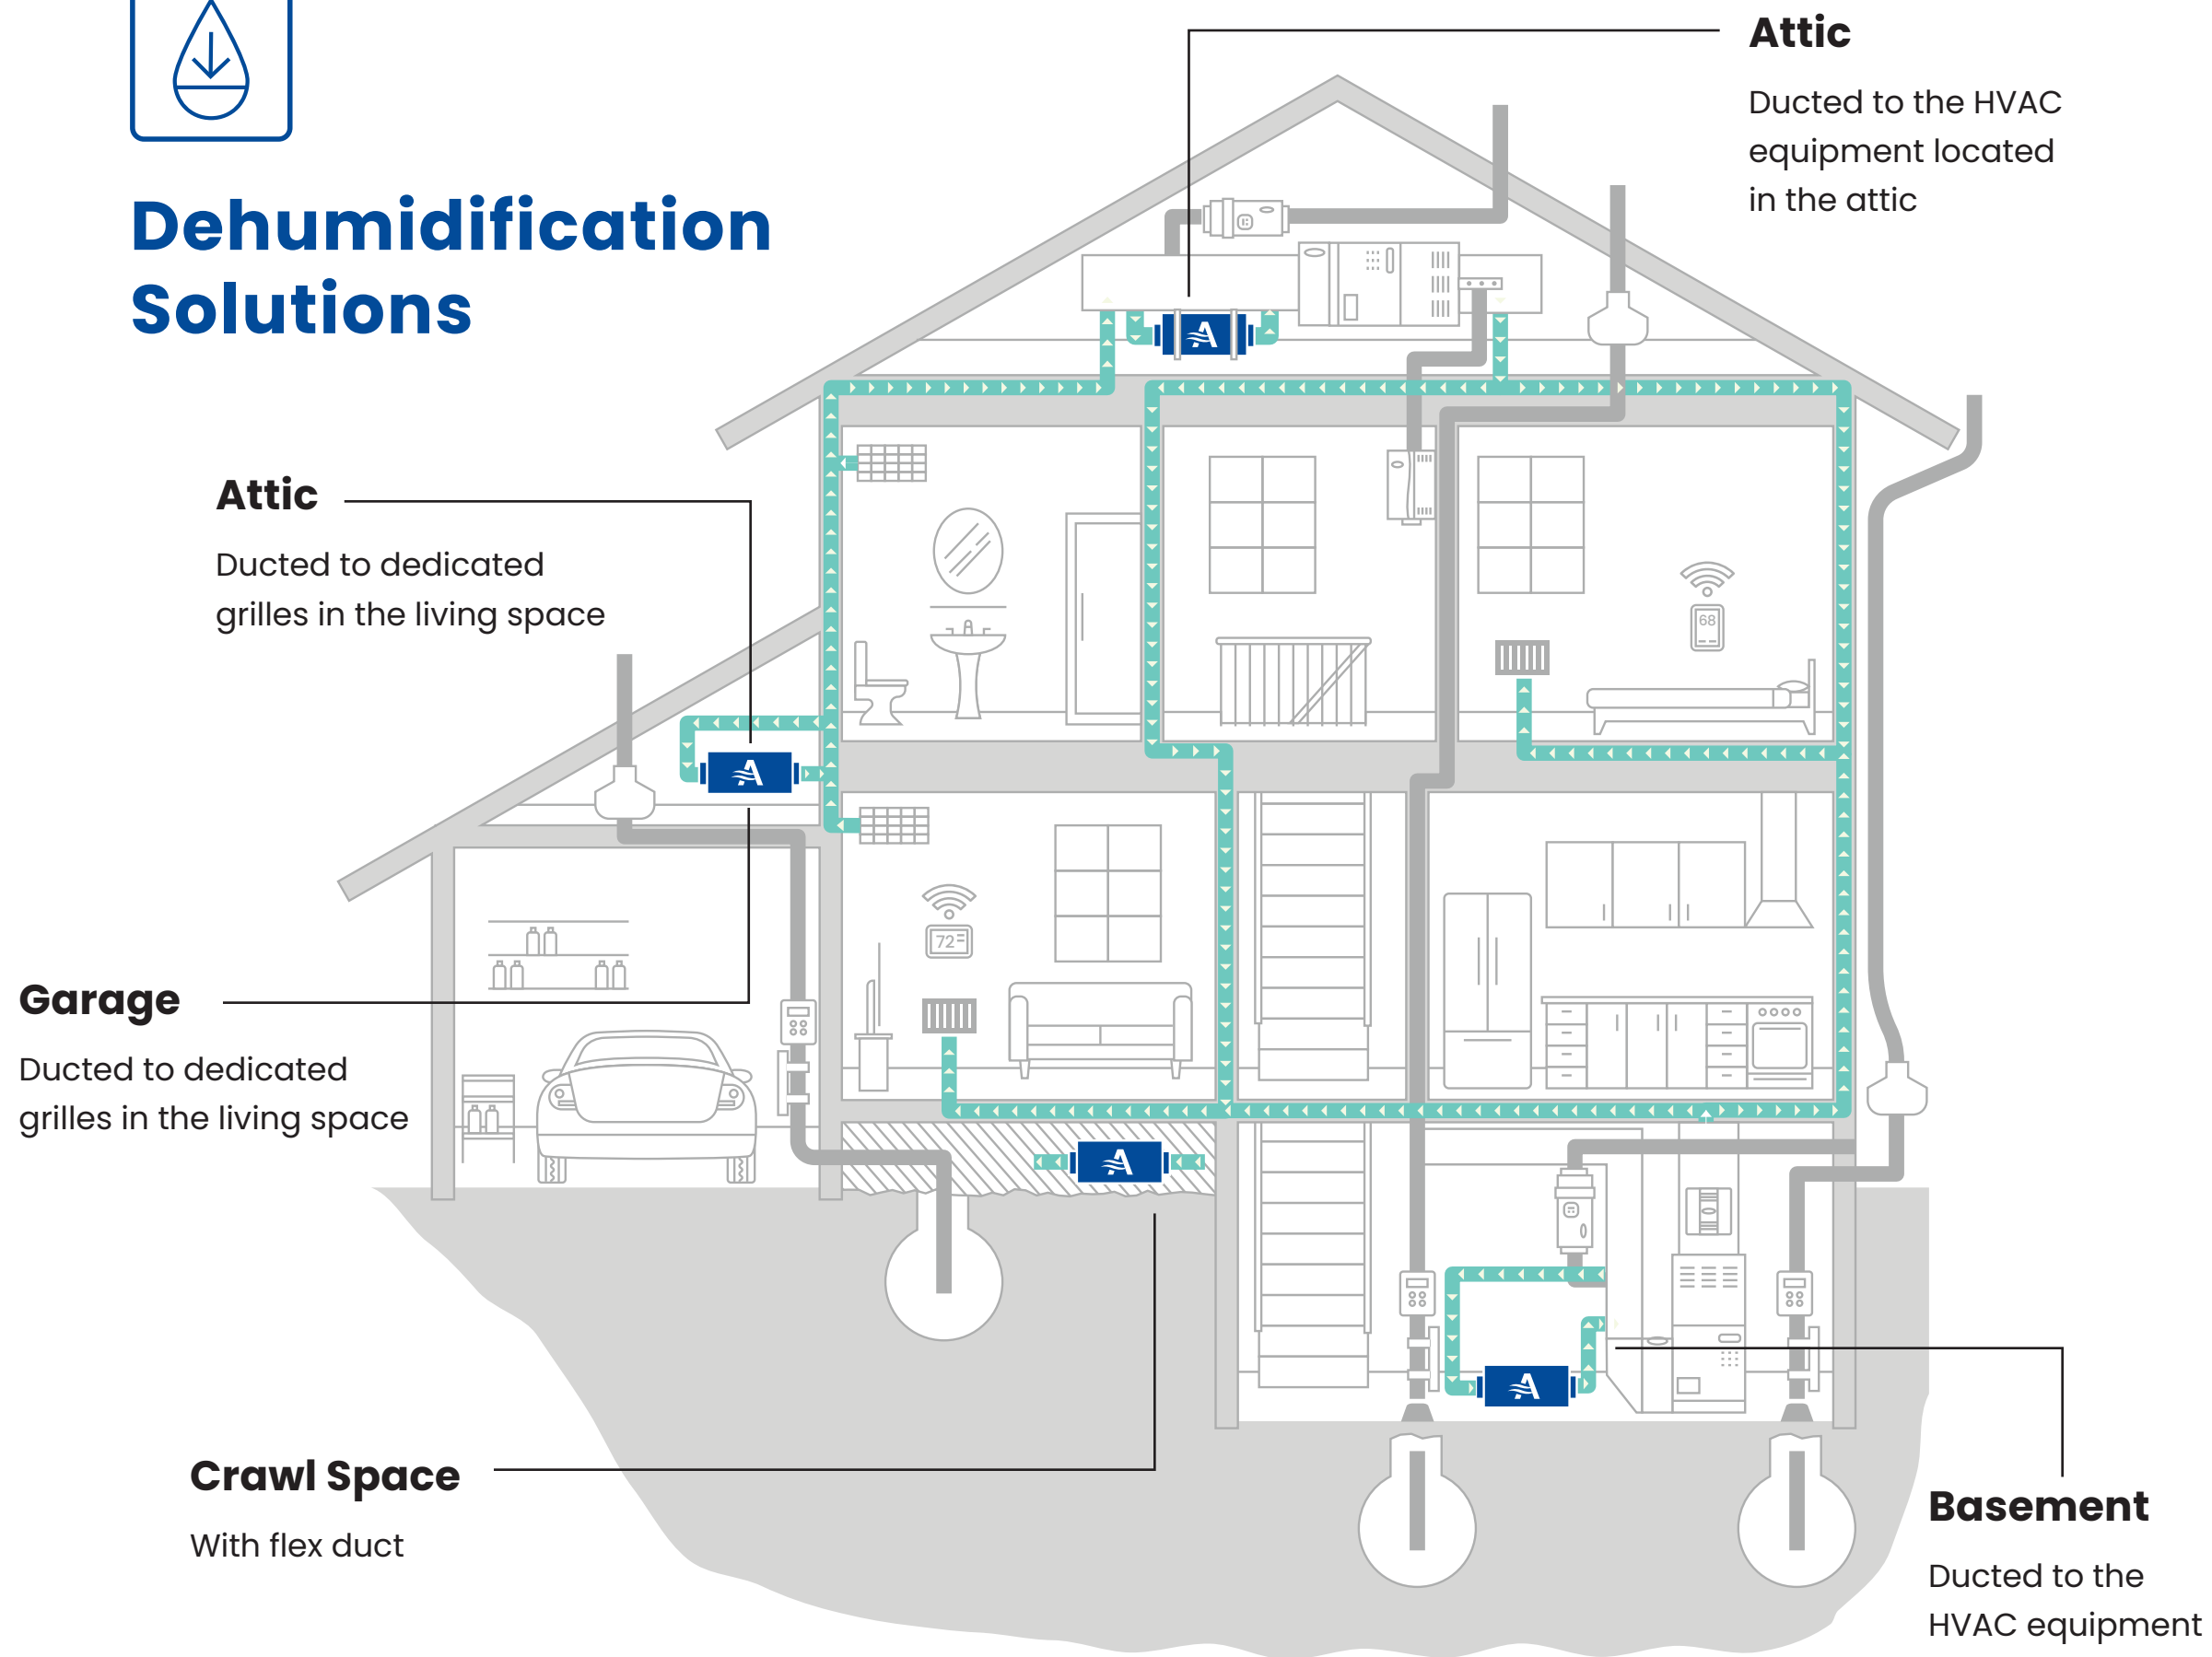 Dehumidification
Solutions
Attic
Ducted to the HVAC
equipment located
in the attic
Attic
Ducted to dedicated
grilles in the living space
68
72
Garage
Ducted to dedicated
grilles in the living space
Crawl Space
With flex duct
Basement
Ducted to the
HVAC equipment
A
A
A
A